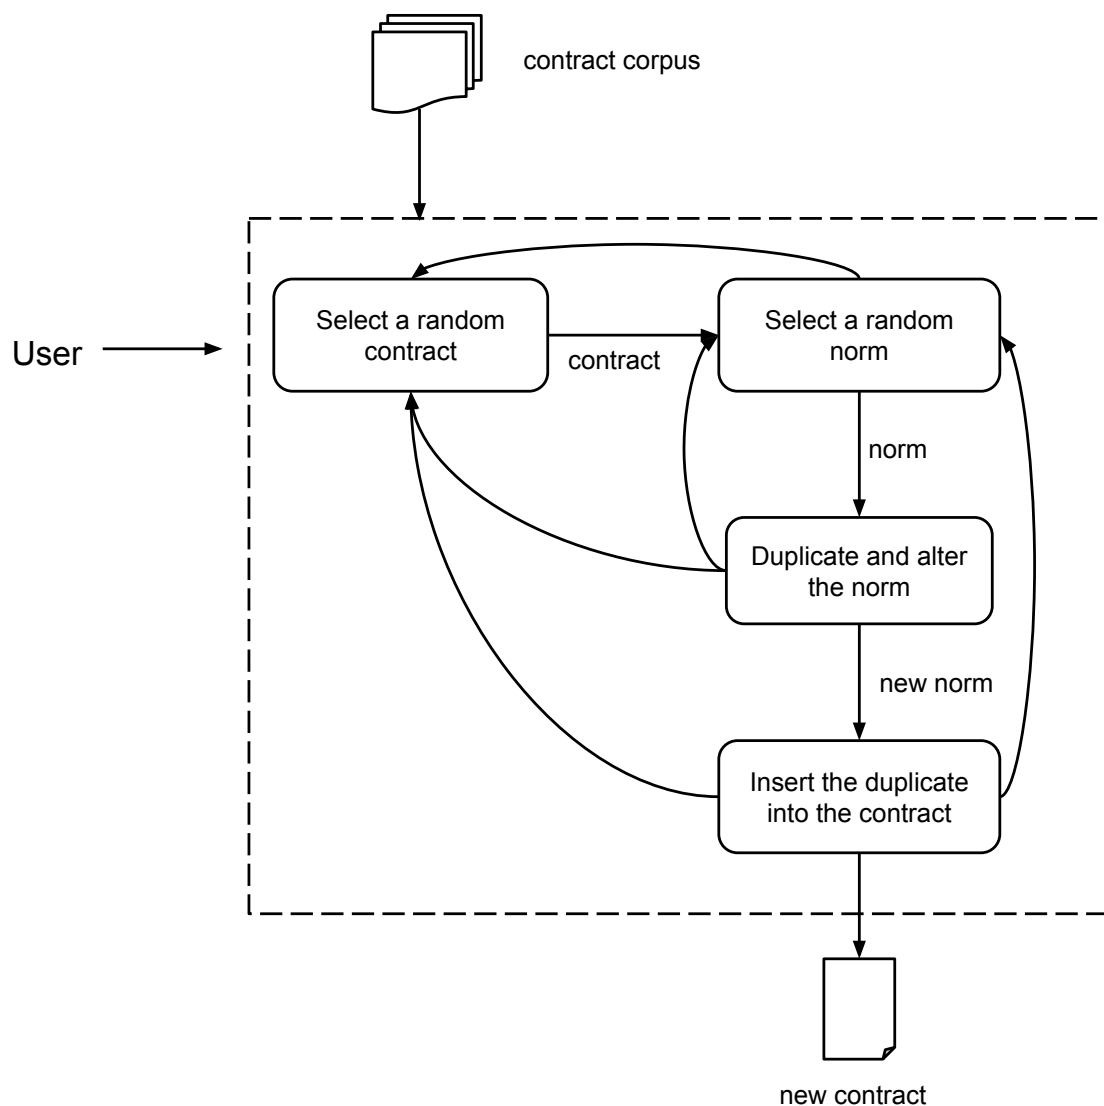 contract corpus
Select a random
contract
Select a random
norm
User
contract
norm
Duplicate and alter
the norm
new norm
Insert the duplicate
into the contract
new contract